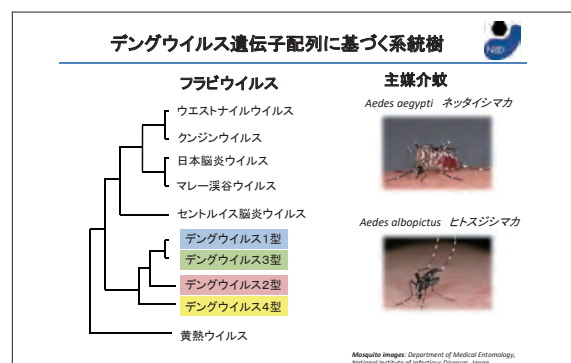 デングウイルス遺伝子配列に基づく系統樹
NIID
フラビウイルス
ウエストナイルウイルス
クンジンウイルス
日本脳炎ウイルス
マレー渓谷ウイルス
セントルイス脳炎ウイルス
デングウイルス1型
デングウイルス3型
デングウイルス2型
デングウイルス4型
黄熱ウイルス
主媒介蚊
Aedes aegypti ネッタイシマカ
Aedes albopictus ヒトスジシマカ
Mosquito images: Department of Medical Entomology,
National Institute of Infectious Diseases, Japan